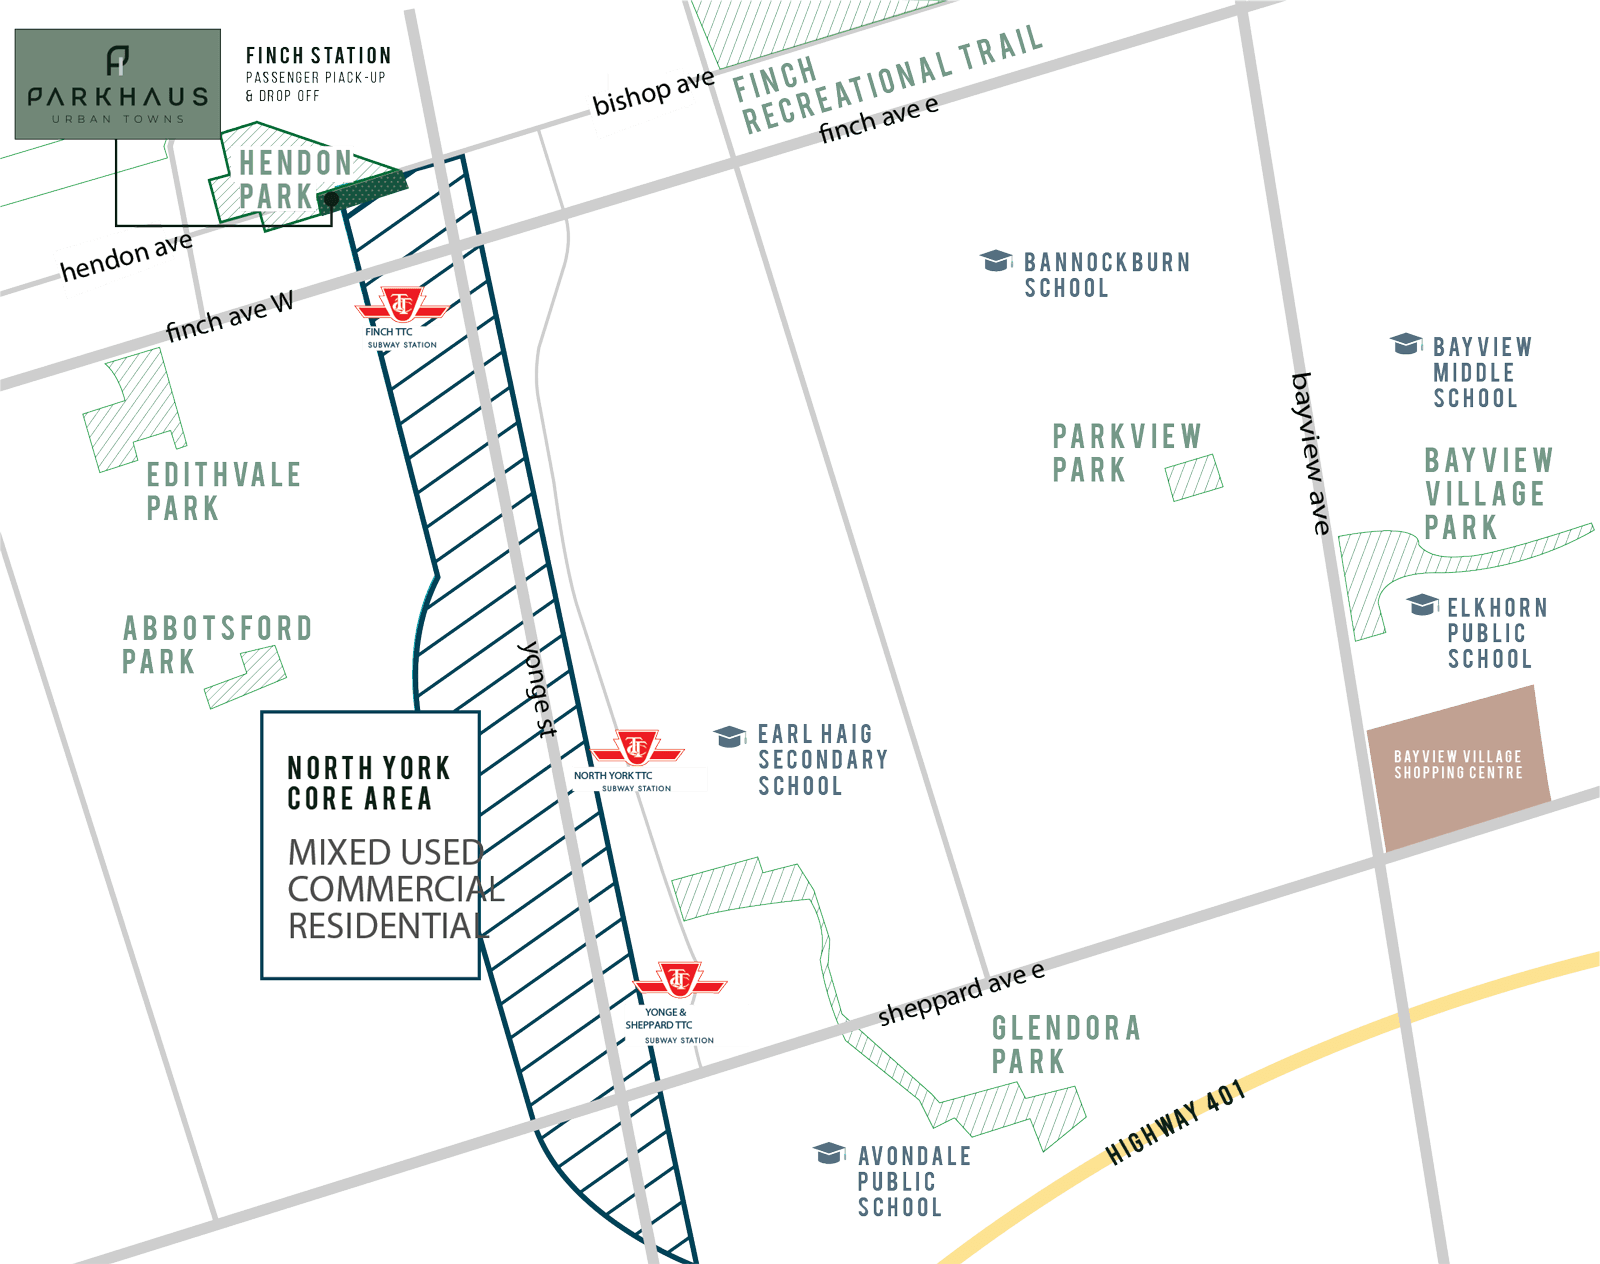 PARKHAUS
URBAN TOWNS
FINCH STATION
PASSENGER PIACK-UP
& DROP OFF
bishop ave
FINCH
RECREATIONAL TRAIL
finch ave e
HENDON
PARK
hendon ave
finch ave W
FINCH TTC
SUBWAY STATION
BANNOCKBURN
SCHOOL
BAYVIEW
MIDDLE
SCHOOL
bayview ave
PARKVIEW
PARK
BAYVIEW
VILLAGE
PARK
EDITHVALE
PARK
ELKHORN
PUBLIC
SCHOOL
ABBOTSFORD
PARK
yonge st
NORTH YORK
CORE AREA
MIXED USED
COMMERCIAL
RESIDENTIAL
NORTH YORK TTC
SUBWAY STATION
EARL HAIG
SECONDARY
SCHOOL
BAYVIEW VILLAGE
SHOPPING CENTRE
YONGE &
SHEPPARD TTC
SUBWAY STATION
sheppard ave e
GLENDORA
PARK
HIGHWAY 401
AVONDALE
PUBLIC
SCHOOL